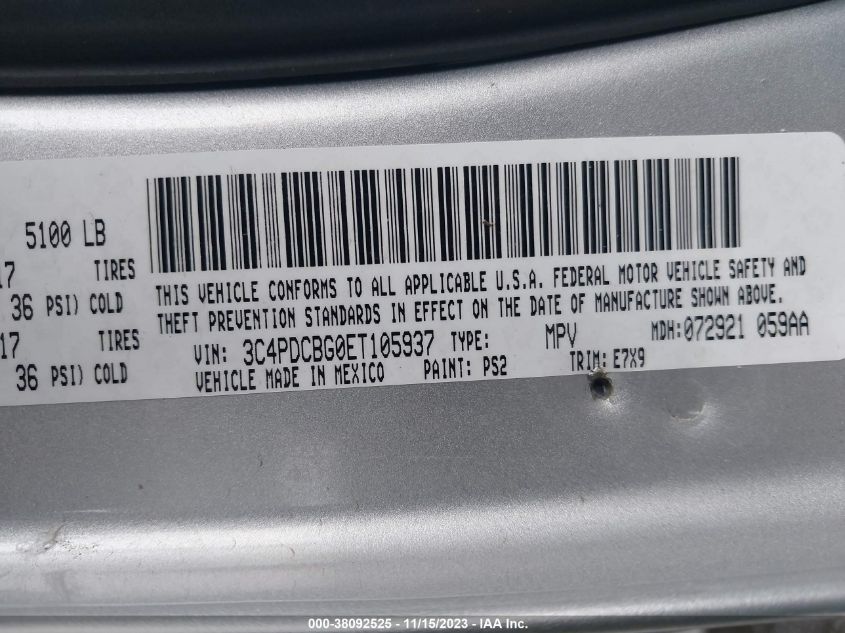 5100 LB
17 TIRES
36 PSI) COLD
17 TIRES
36 PSI) COLD
THIS VEHICLE CONFORMS TO ALL APPLICABLE U.S.A. FEDERAL MOTOR VEHICLE SAFETY AND
THEFT PREVENTION STANDARDS IN EFFECT ON THE DATE OF MANUFACTURE SHOWN ABOVE.
VIN: 3C4PDCBG0ET105937 TYPE: MPV MDH:072921 059AA
VEHICLE MADE IN MEXICO PAINT: PS2 TRIM: E7X9
000-38092525 - 11/15/2023 - IAA Inc.